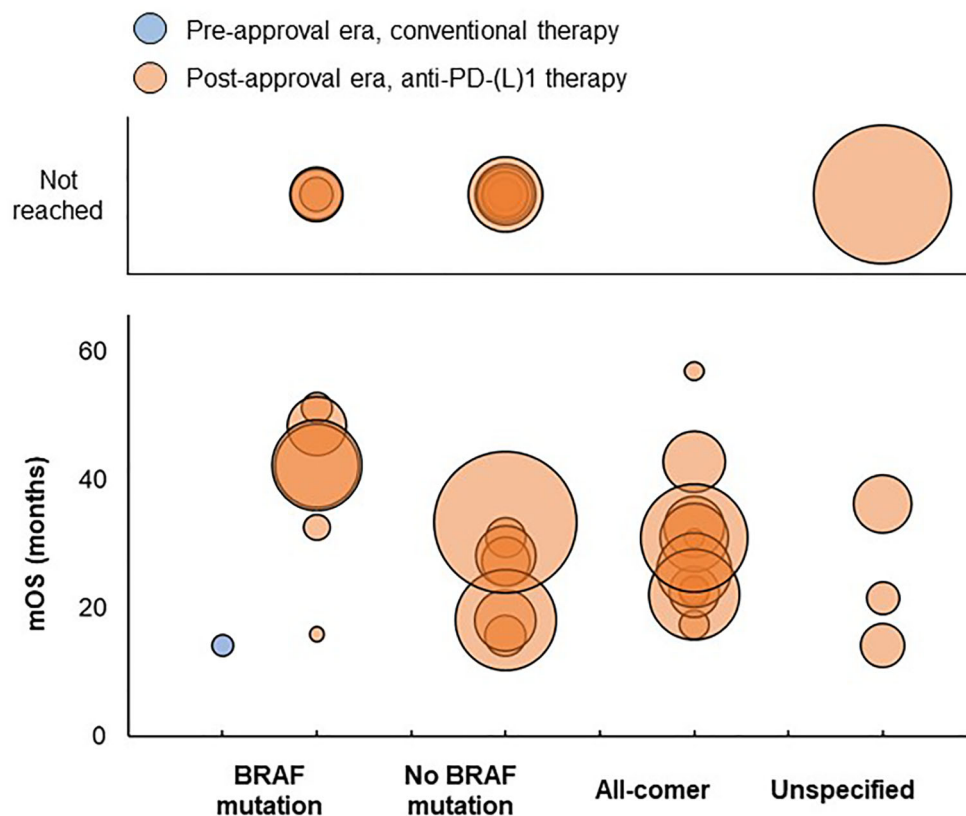 Pre-approval era, conventional therapy
Post-approval era, anti-PD-(L)1 therapy
Not
reached
60
40
20
0
mOS (months)
BRAF
mutation
No BRAF
mutation
All-comer
Unspecified